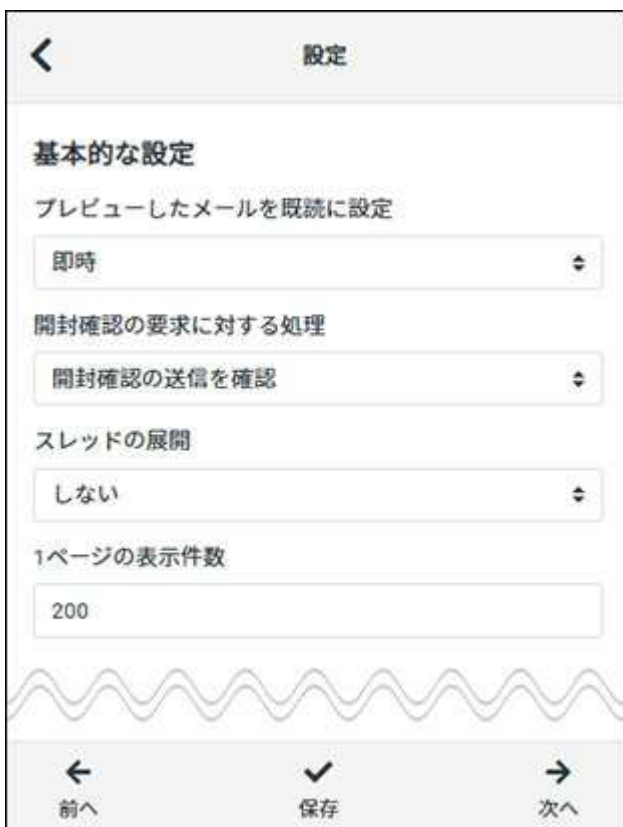 設定
基本的な設定
プレビューしたメールを既読に設定
即時
開封確認の要求に対する処理
開封確認の送信を確認
スレッドの展開
しない
1ページの表示件数
200
前へ
保存
次へ